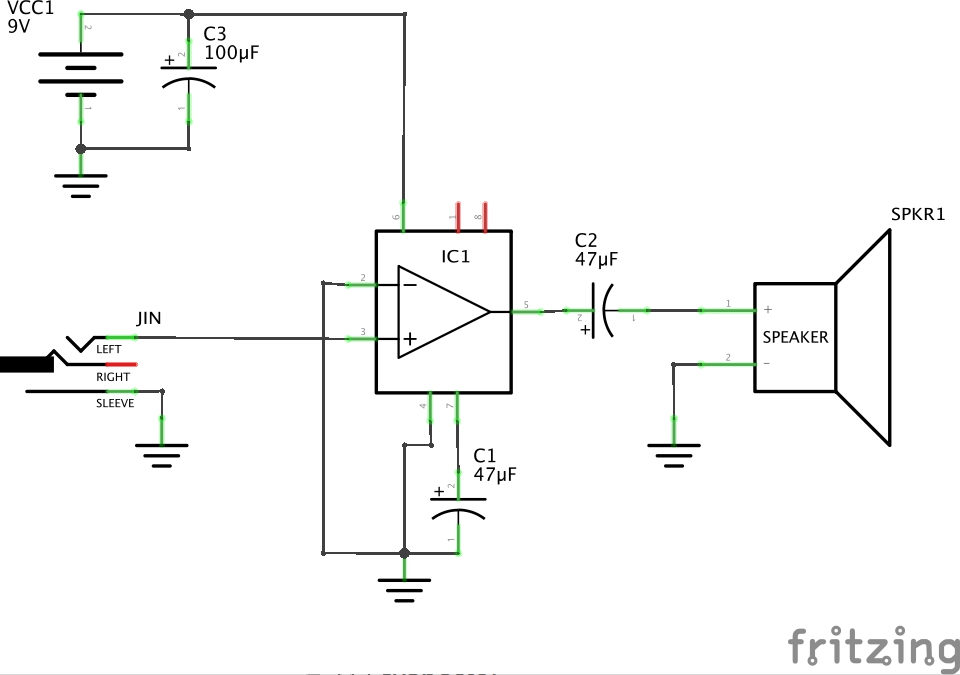 VCC1
9V
2
1
C3
100µF
+
2
1
6
1
8
IC1
2
−
3
+
5
4
7
C2
47µF
2
+
1
SPKR1
1
+
SPEAKER
2
−
JIN
LEFT
RIGHT
SLEEVE
C1
47µF
+
2
1
fritzing